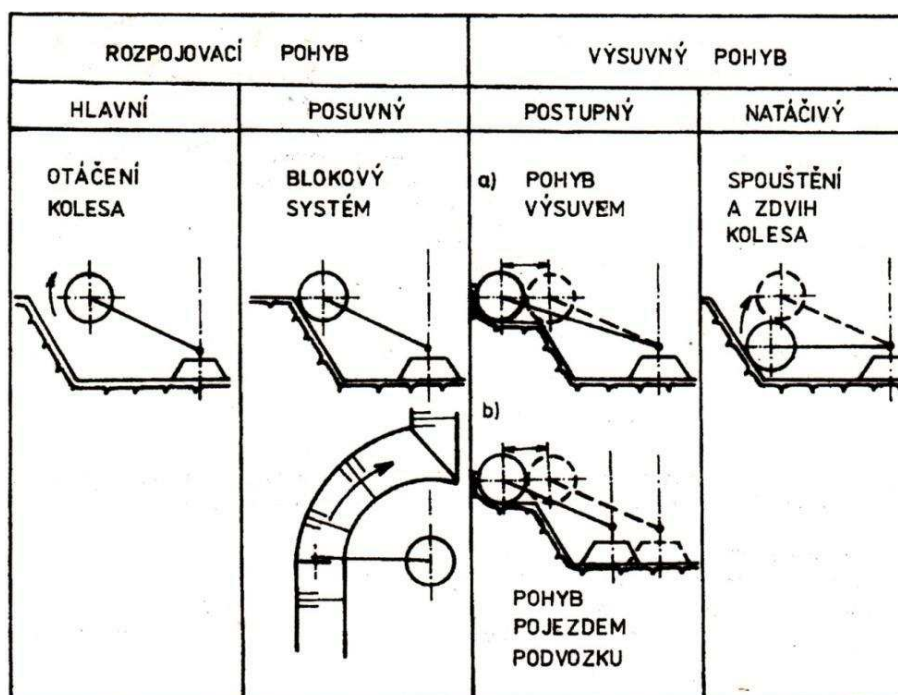 ROZPOJOVACÍ POHYB
VÝSUVNÝ POHYB
HLAVNÍ
POSUVNÝ
POSTUPNÝ
NATÁČIVÝ
OTÁČENÍ
KOLESA
BLOKOVÝ
SYSTÉM
a) POHYB
VÝSUVEM
SPOUŠTĚNÍ
A ZDVIH
KOLESA
b)
POHYB
POJEZDEM
PODVOZKU